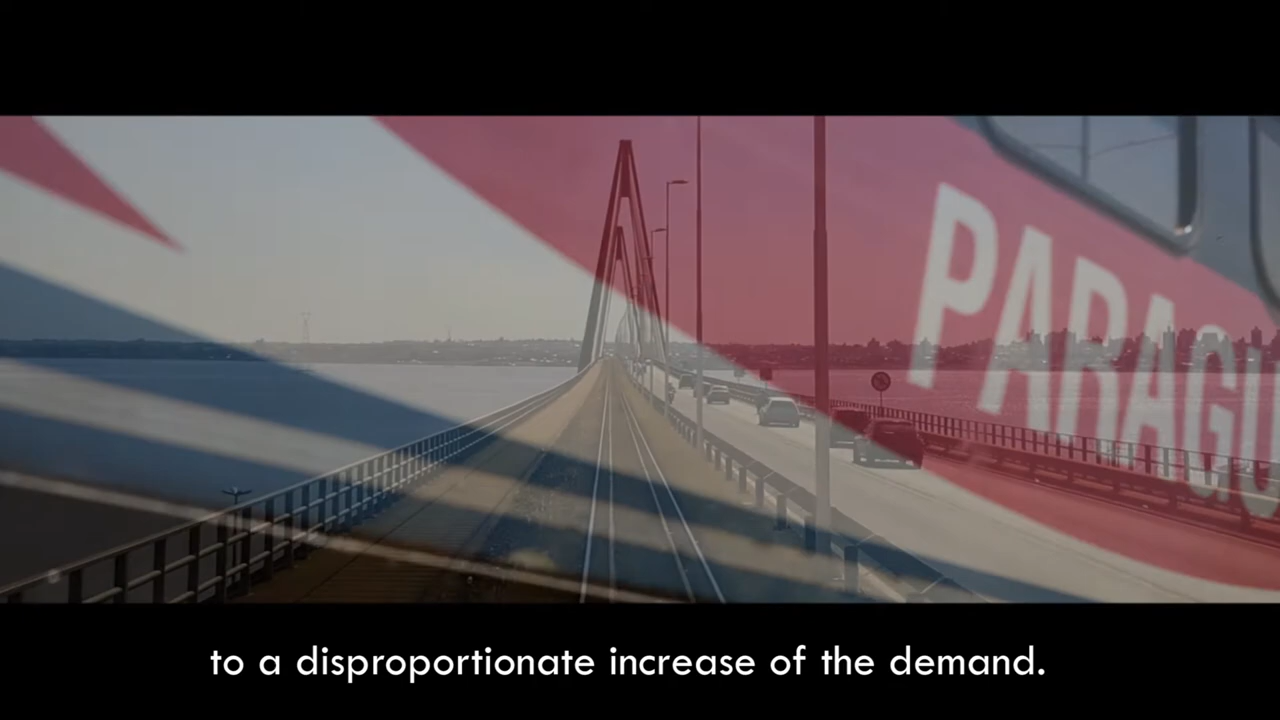 PARAGU
to a disproportionate increase of the demand.